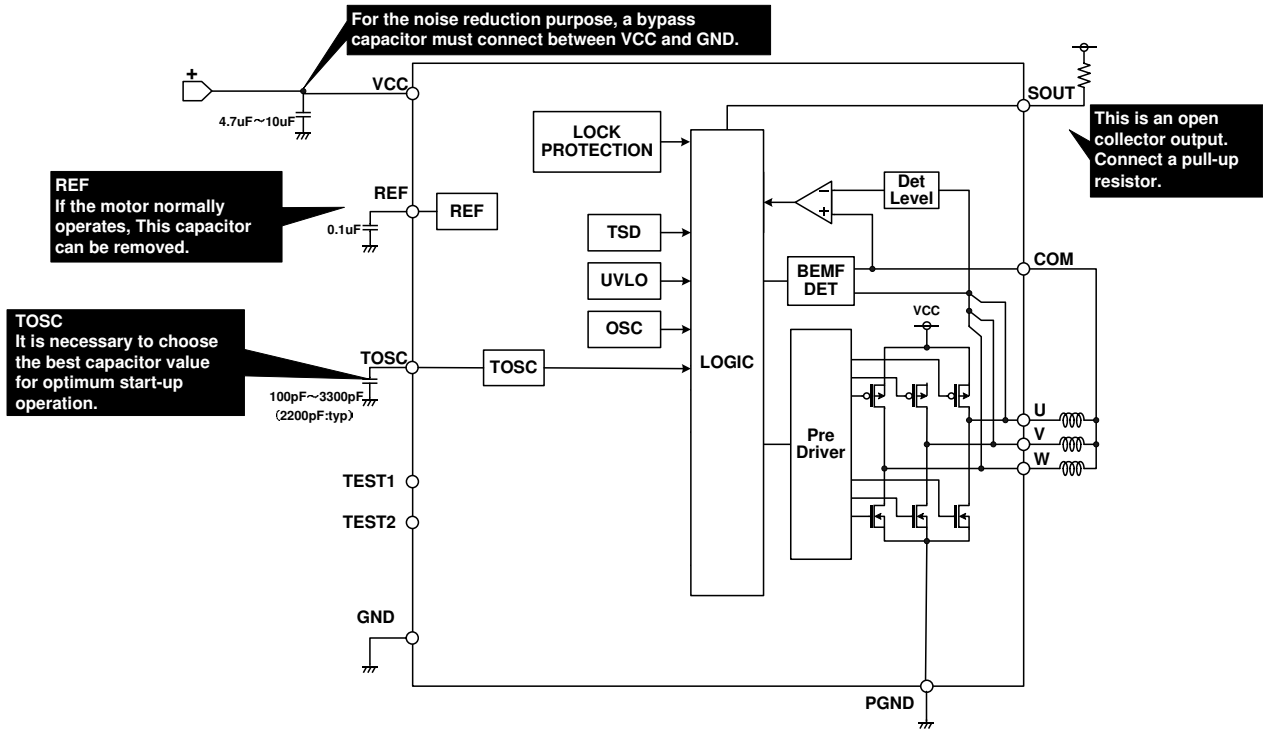 For the noise reduction purpose, a bypass
capacitor must connect between VCC and GND.
+
VCC
4.7uF～10uF
SOUT
This is an open
collector output.
Connect a pull-up
resistor.
LOCK
PROTECTION
REF
If the motor normally
operates, This capacitor
can be removed.
REF
0.1uF
REF
TSD
UVLO
OSC
LOGIC
−
+
Det
Level
BEMF
DET
COM
TOSC
It is necessary to choose
the best capacitor value
for optimum start-up
operation.
TOSC
100pF～3300pF
（2200pF:typ）
TOSC
VCC
Pre
Driver
U
V
W
TEST1
TEST2
GND
PGND